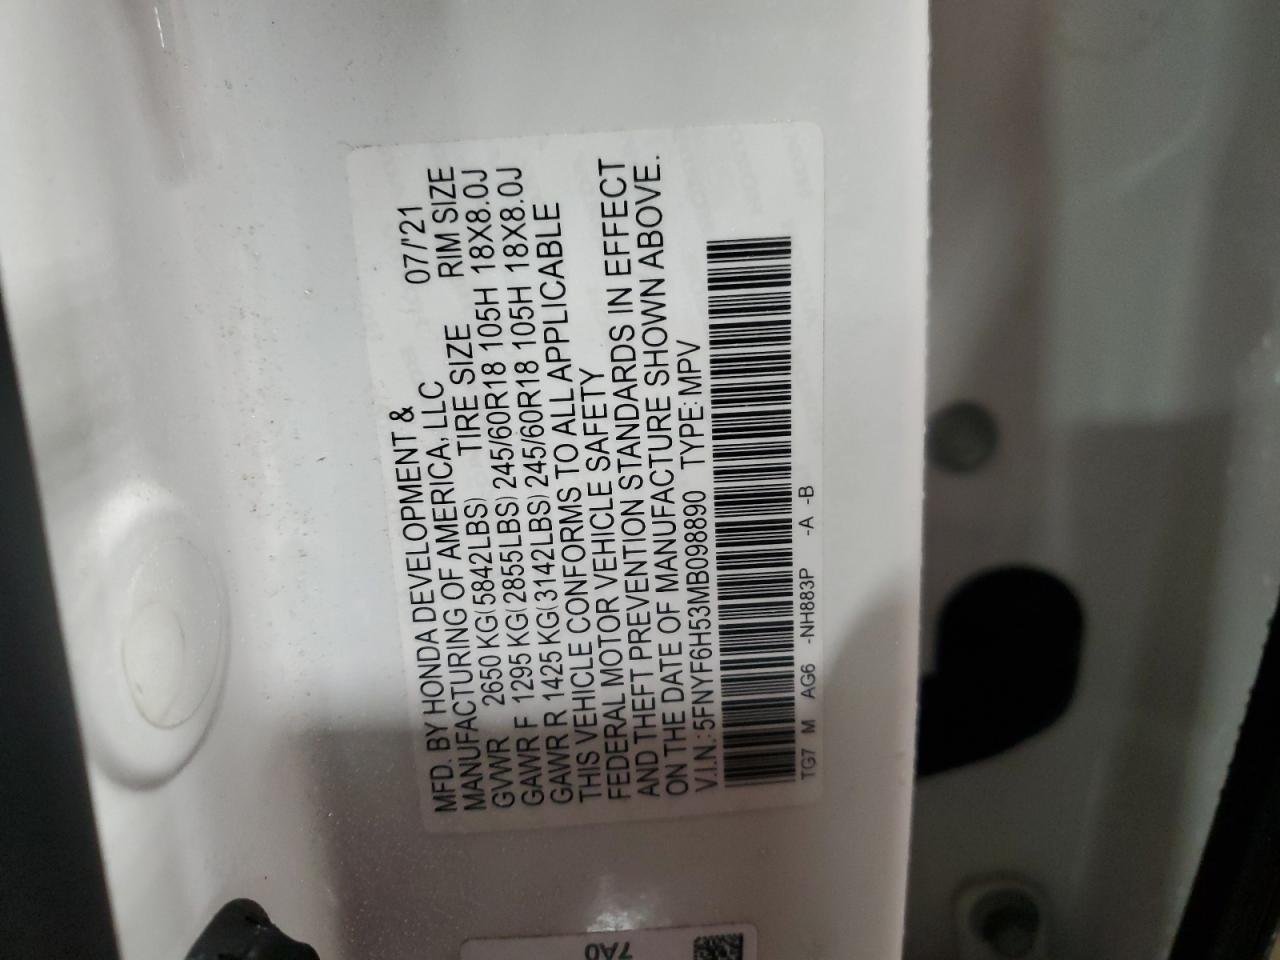 MFD. BY HONDA DEVELOPMENT & 07/'21
MANUFACTURING OF AMERICA, LLC
TIRE SIZE RIM SIZE
GVWR 2650 KG(5842LBS)
GAWR F 1295 KG(2855LBS) 245/60R18 105H 18X8.0J
GAWR R 1425 KG(3142LBS) 245/60R18 105H 18X8.0J
THIS VEHICLE CONFORMS TO ALL APPLICABLE
FEDERAL MOTOR VEHICLE SAFETY
AND THEFT PREVENTION STANDARDS IN EFFECT
ON THE DATE OF MANUFACTURE SHOWN ABOVE.
V.I.N.: 5FNYF6H53MB098890 TYPE: MPV
TG7 M AG6 -NH883P -A -B
7A0